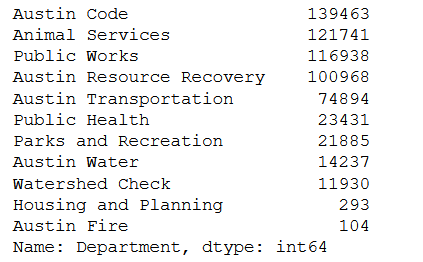 Austin Code 139463
Animal Services 121741
Public Works 116938
Austin Resource Recovery 100968
Austin Transportation 74894
Public Health 23431
Parks and Recreation 21885
Austin Water 14237
Watershed Check 11930
Housing and Planning 293
Austin Fire 104
Name: Department, dtype: int64